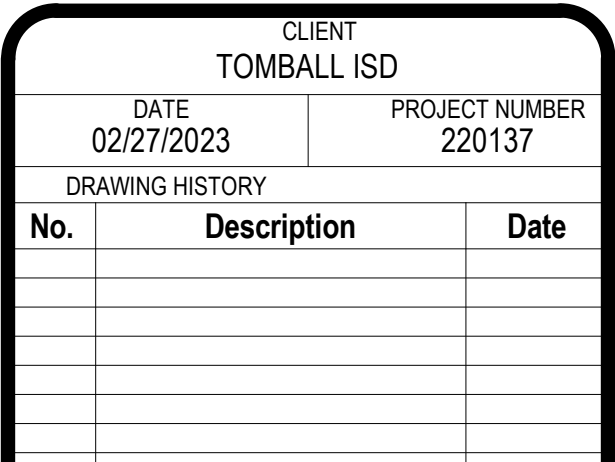 CLIENT
TOMBALL ISD
DATE PROJECT NUMBER
02/27/2023 220137
DRAWING HISTORY
No. Description Date